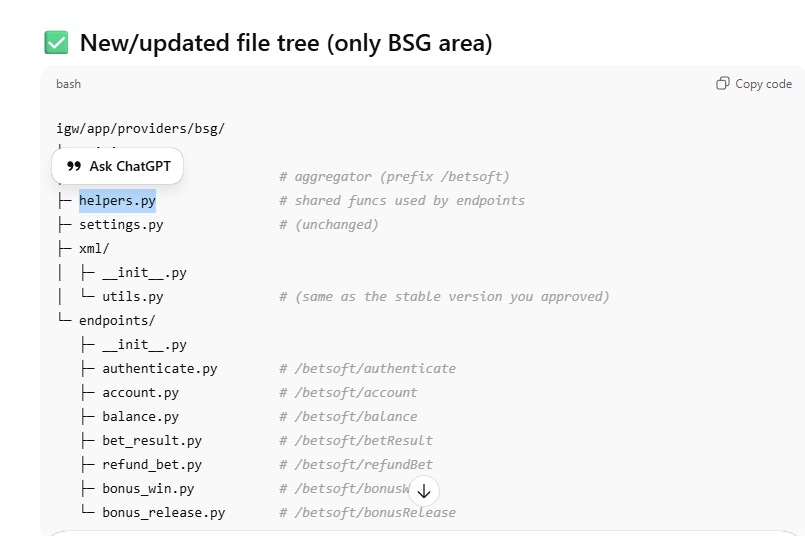 ✅ New/updated file tree (only BSG area)
bash
Copy code
igw/app/providers/bsg/
Ask ChatGPT
# aggregator (prefix /betsoft)
├─ helpers.py # shared funcs used by endpoints
├─ settings.py # (unchanged)
├─ xml/
│ ├─ __init__.py
│ └─ utils.py # (same as the stable version you approved)
└─ endpoints/
├─ __init__.py
├─ authenticate.py # /betsoft/authenticate
├─ account.py # /betsoft/account
├─ balance.py # /betsoft/balance
├─ bet_result.py # /betsoft/betResult
├─ refund_bet.py # /betsoft/refundBet
├─ bonus_win.py # /betsoft/bonusW
└─ bonus_release.py # /betsoft/bonusRelease